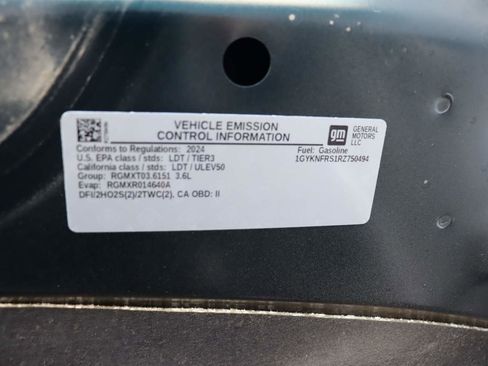 VEHICLE EMISSION
CONTROL INFORMATION
gm
GENERAL
MOTORS
LLC
Conforms to Regulations: 2024
Fuel: Gasoline
U.S. EPA class / stds: LDT / TIER3
1GYKNFRS1RZ750494
California class / stds: LDT / ULEV50
Group: RGMXT03.6151 3.6L
Evap: RGMXR014640A
DFI/2HO2S(2)/2TWC(2), CA OBD: II